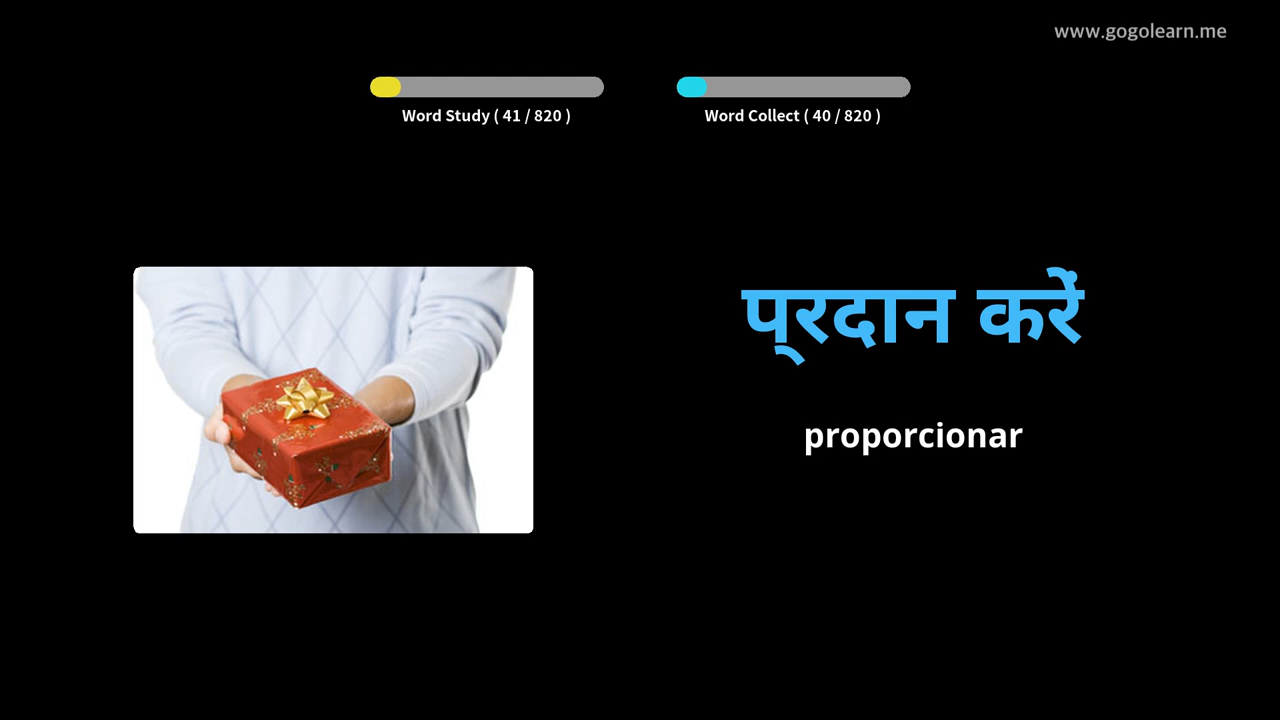 www.gogolearn.me
Word Study ( 41 / 820 )
Word Collect ( 40 / 820 )
प्रदान करें
proporcionar